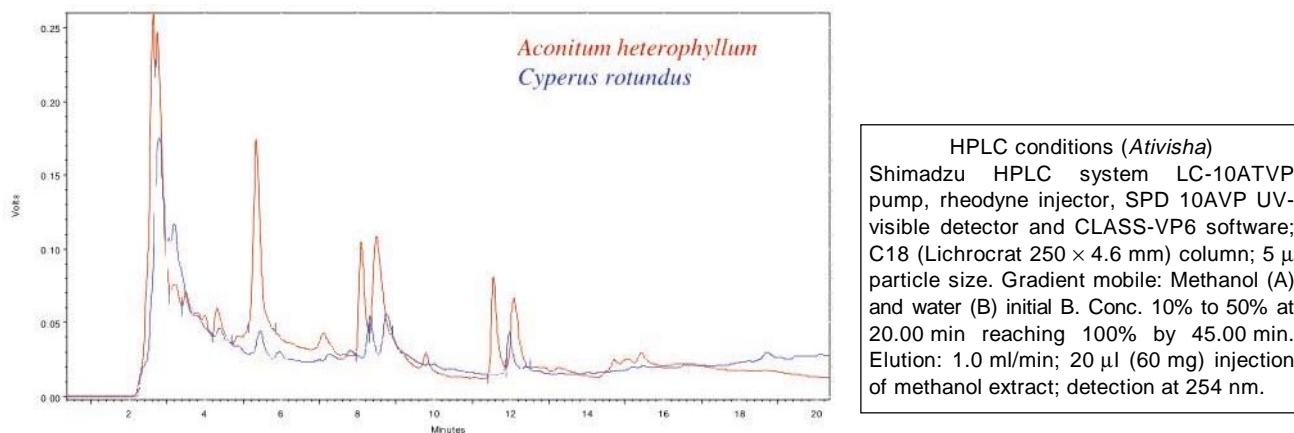 0.25
0.20
0.15
0.10
0.05
0.00
Volts
Aconitum heterophyllum
Cyperus rotundus
2 4 6 8 10 12 14 16 18 20
Minutes
HPLC conditions (Ativisha)
Shimadzu HPLC system LC-10ATVP
pump, rheodyne injector, SPD 10AVP UV-
visible detector and CLASS-VP6 software;
C18 (Lichrocrat 250 × 4.6 mm) column; 5 μ
particle size. Gradient mobile: Methanol (A)
and water (B) initial B. Conc. 10% to 50% at
20.00 min reaching 100% by 45.00 min.
Elution: 1.0 ml/min; 20 μl (60 mg) injection
of methanol extract; detection at 254 nm.